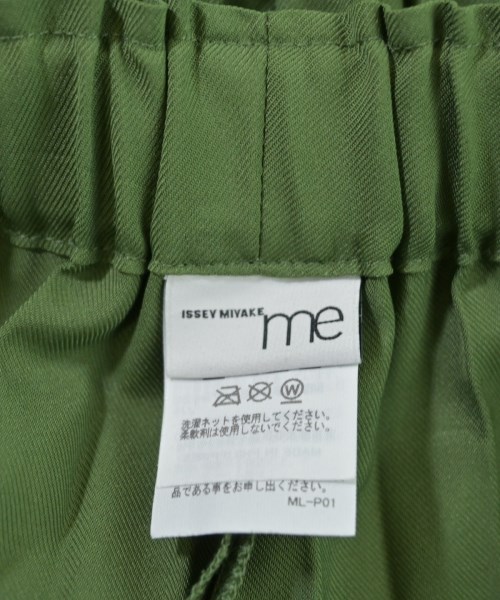 ISSEY MIYAKE me
W
洗濯ネットを使用してください。
柔軟剤は使用しないでください。
品である事をお申し出ください。
ML-P01